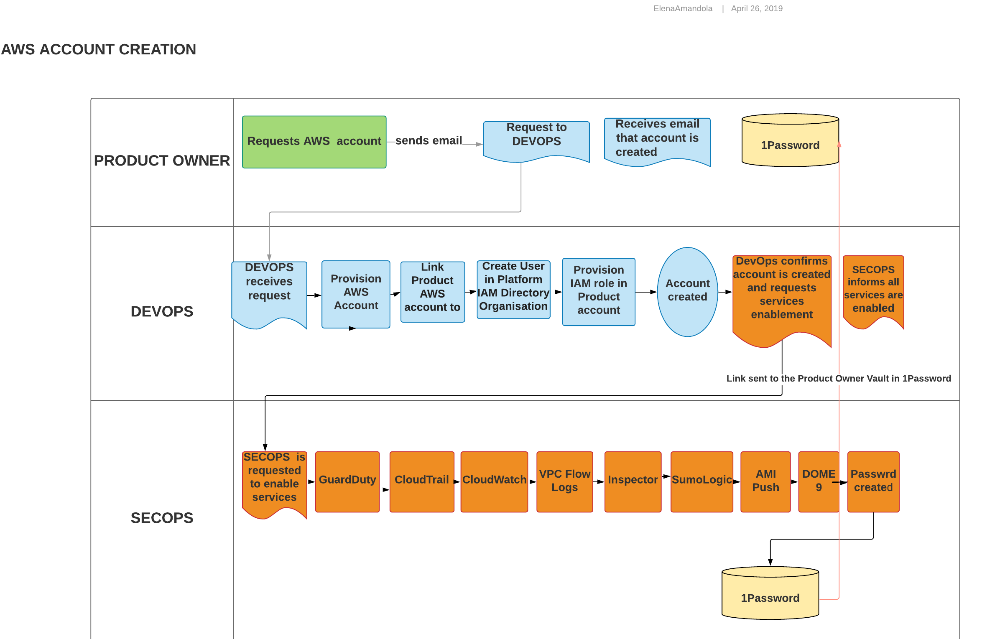 ElenaAmandola | April 26, 2019
AWS ACCOUNT CREATION
PRODUCT OWNER
Requests AWS account
sends email
Request to
DEVOPS
Receives email
that account is
created
1Password
DEVOPS
DEVOPS
receives
request
Provision
AWS
Account
Link
Product
AWS
account to
Create User
in Platform
IAM Directory
Organisation
Provision
IAM role in
Product
account
Account
created
DevOps confirms
account is created
and requests
services
enablement
SECOPS
informs all
services are
enabled
Link sent to the Product Owner Vault in 1Password
SECOPS
SECOPS is
requested
to enable
services
GuardDuty
CloudTrail
CloudWatch
VPC Flow
Logs
Inspector
SumoLogic
AMI
Push
DOME
9
Passwrd
created
1Password